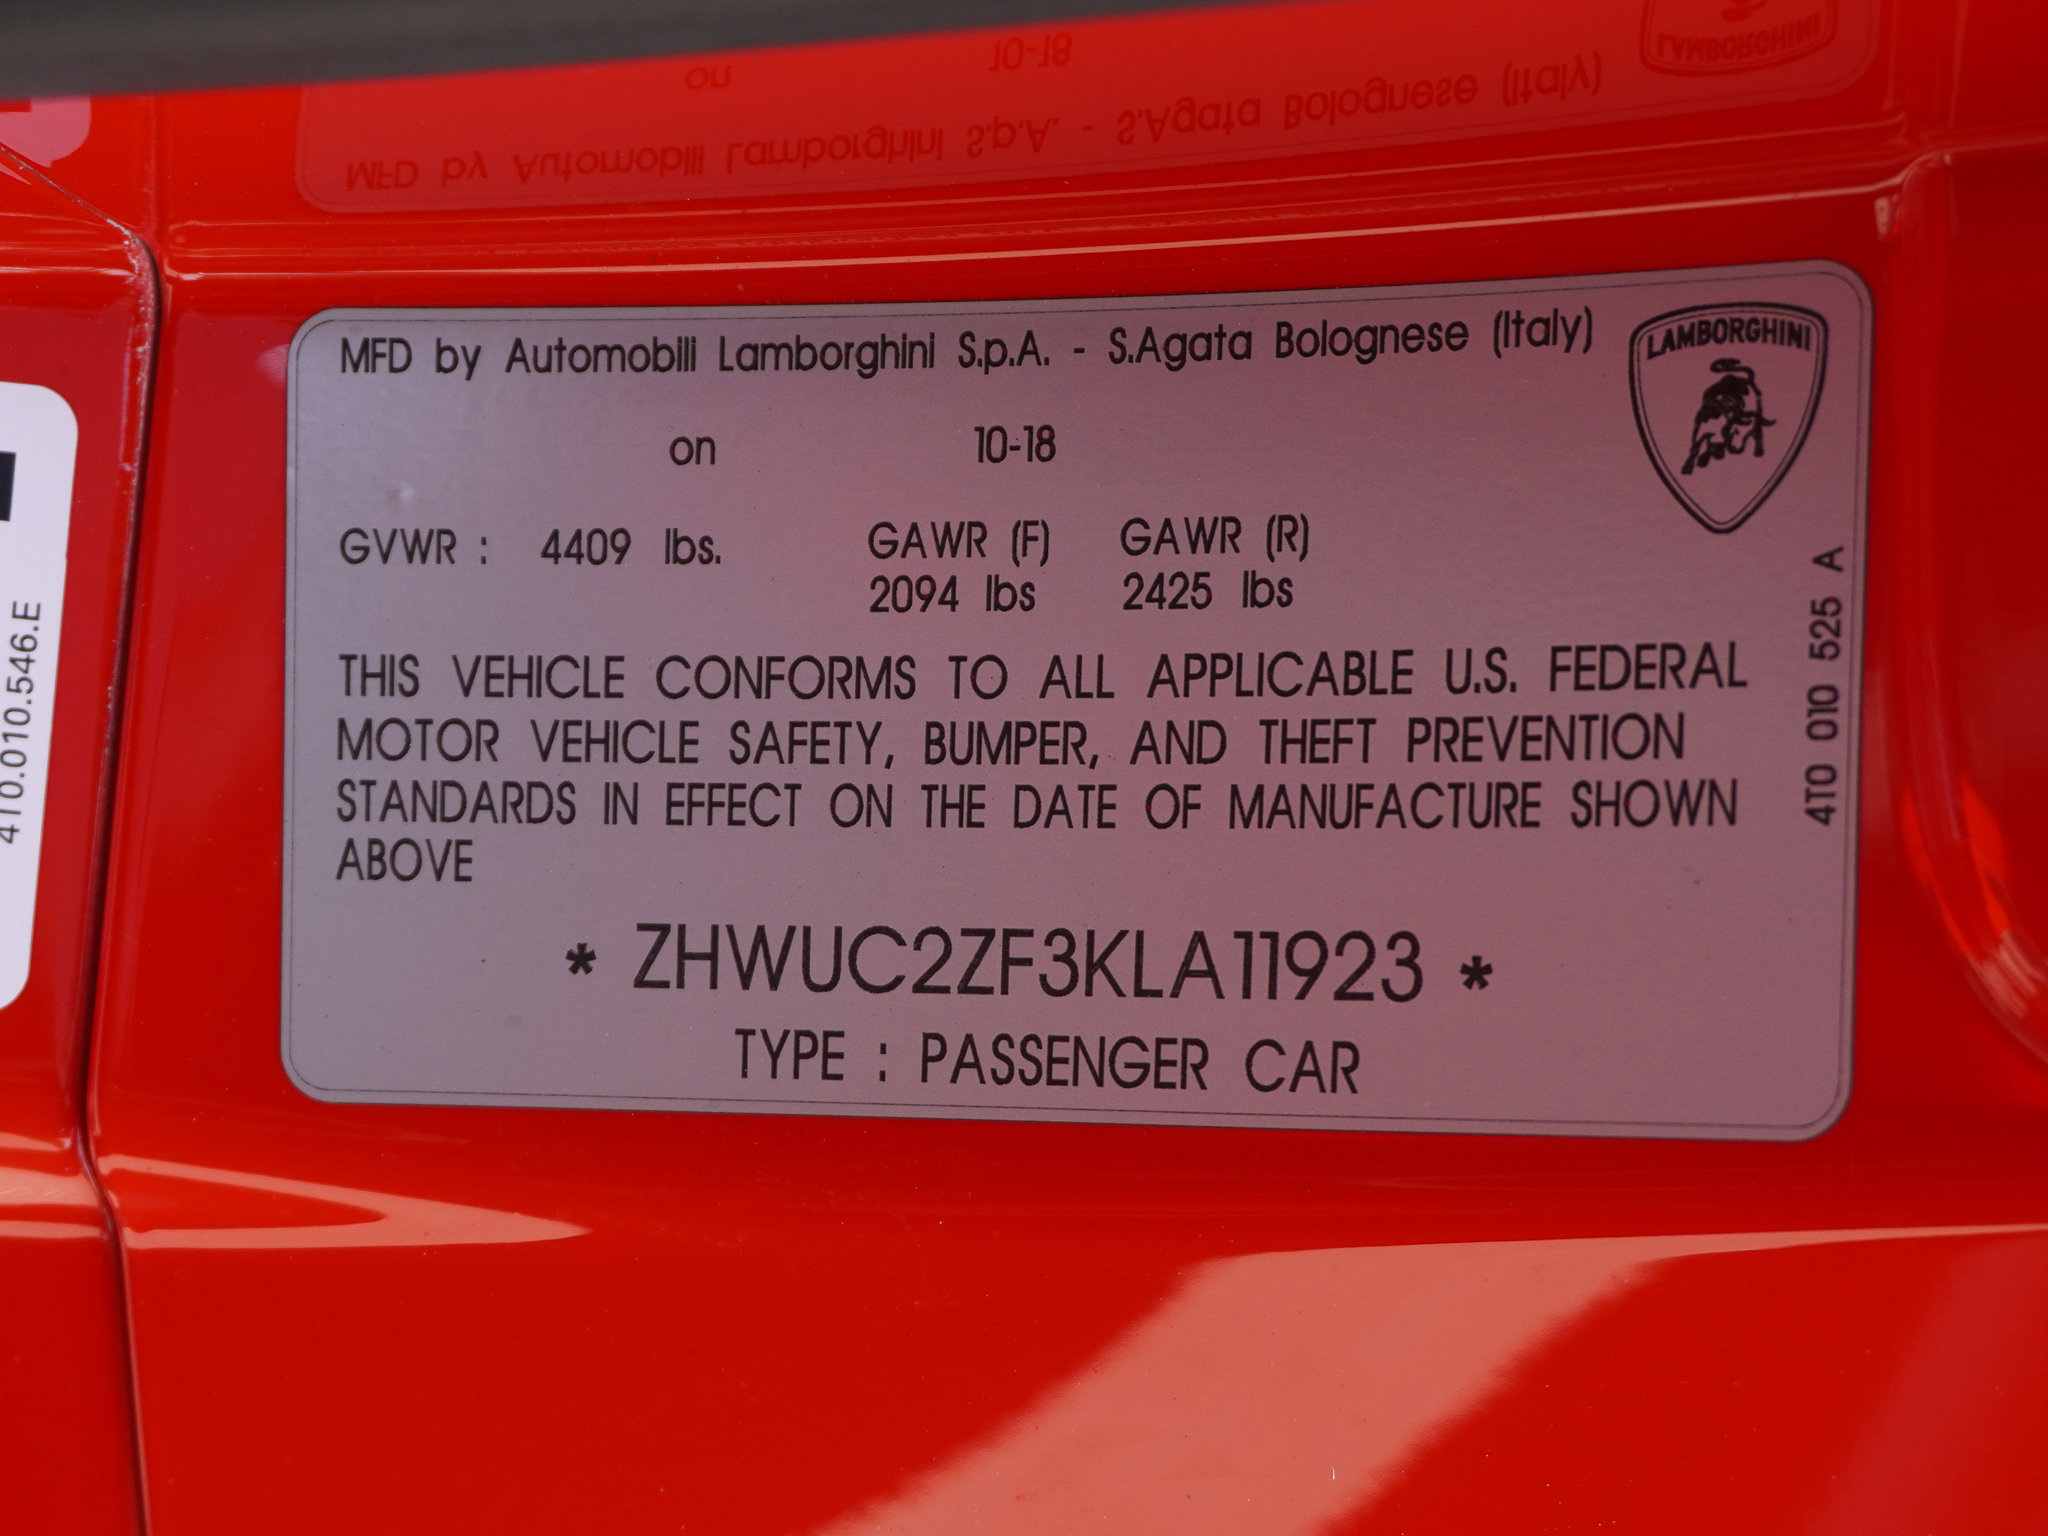 MFD by Automobili Lamborghini S.p.A. - S.Agata Bolognese (Italy)
on 10-18
LAMBORGHINI
GVWR : 4409 lbs. GAWR (F) GAWR (R)
2094 lbs 2425 lbs
THIS VEHICLE CONFORMS TO ALL APPLICABLE U.S. FEDERAL
MOTOR VEHICLE SAFETY, BUMPER, AND THEFT PREVENTION
STANDARDS IN EFFECT ON THE DATE OF MANUFACTURE SHOWN
ABOVE
* ZHWUC2ZF3KLA11923 *
TYPE : PASSENGER CAR
4T0 010 525 A
4T0.010.546.E